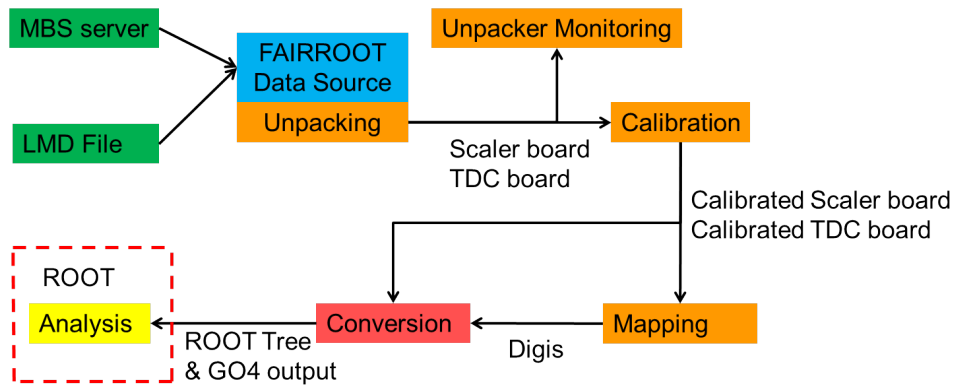 MBS server
Unpacker Monitoring
FAIRROOT
Data Source
Unpacking
LMD File
Calibration
Scaler board
TDC board
Calibrated Scaler board
Calibrated TDC board
ROOT
Analysis
Conversion
Mapping
ROOT Tree
& GO4 output
Digis